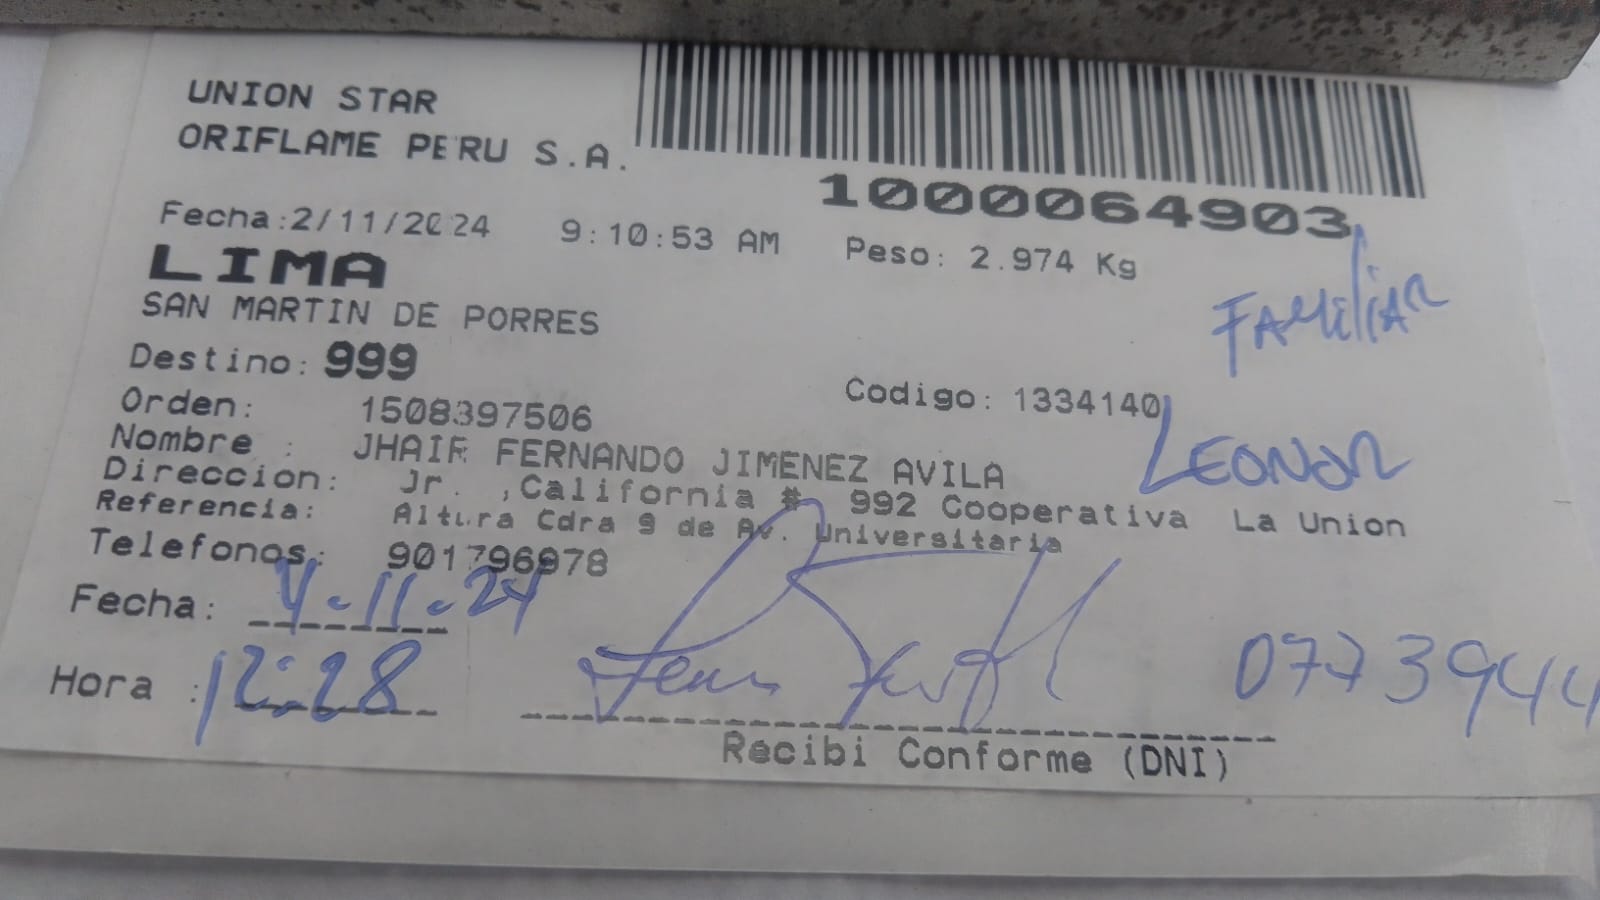 UNION STAR
ORIFLAME PERU S.A.
1000064903
Fecha:2/11/2024 9:10:53 AM Peso: 2.974 Kg
LIMA
SAN MARTIN DE PORRES
FAMILIAR
Destino: 999
Codigo: 1334140
Orden: 1508397506
LEONOR
Nombre : JHAIR FERNANDO JIMENEZ AVILA
Direccion: Jr. ,California # 992 Cooperativa La Union
Referencia: Altura Cdra 9 de Av. Universitaria
Telefonos: 901796978
Fecha: 4-11-24
Hora : 12:28
0773944
Recibi Conforme (DNI)